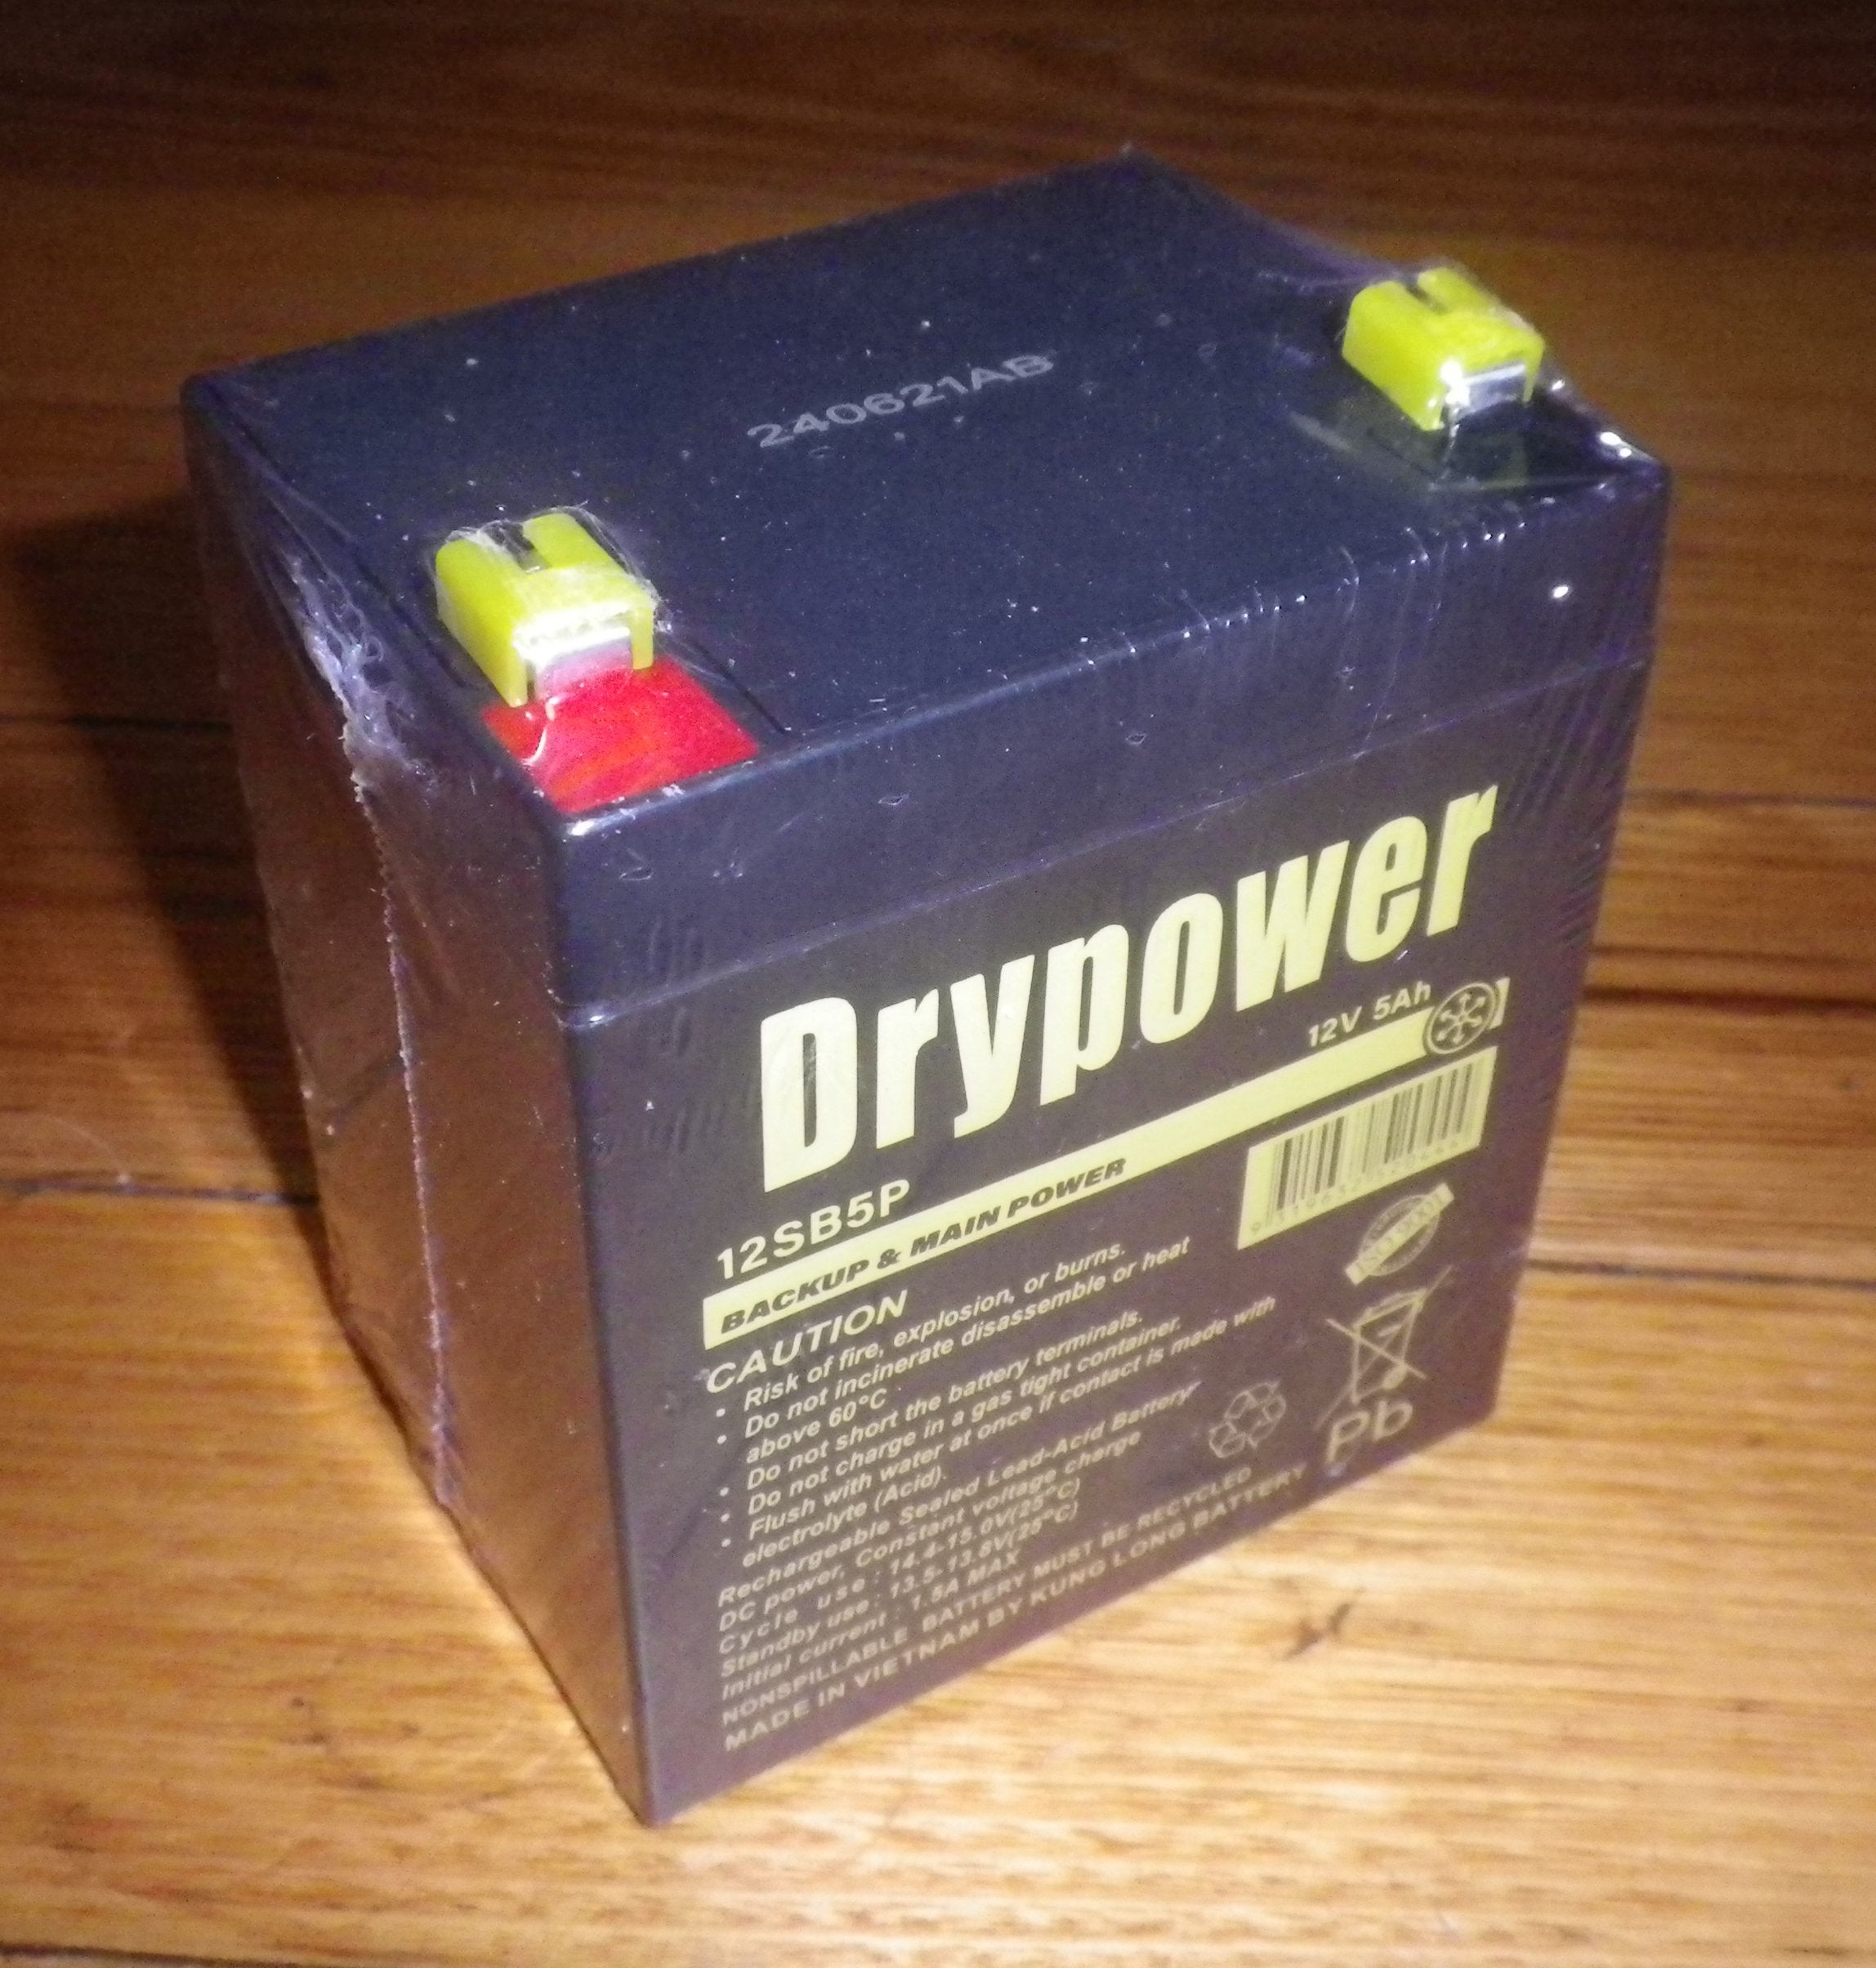 240621AB
Drypower
12V 5Ah
12SB5P
BACKUP & MAIN POWER
CAUTION
• Risk of fire, explosion, or burns.
• Do not incinerate disassemble or heat
above 60°C
• Do not short the battery terminals.
• Do not charge in a gas tight container.
• Flush with water at once if contact is made with
electrolyte (Acid).
Rechargeable Sealed Lead-Acid Battery
DC power, Constant voltage charge
Cycle use : 14.4-15.0V(25°C)
Standby use : 13.5-13.8V(25°C)
Initial current : 1.5A MAX
NONSPILLABLE BATTERY MUST BE RECYCLED
MADE IN VIETNAM BY KUNG LONG BATTERY
Pb